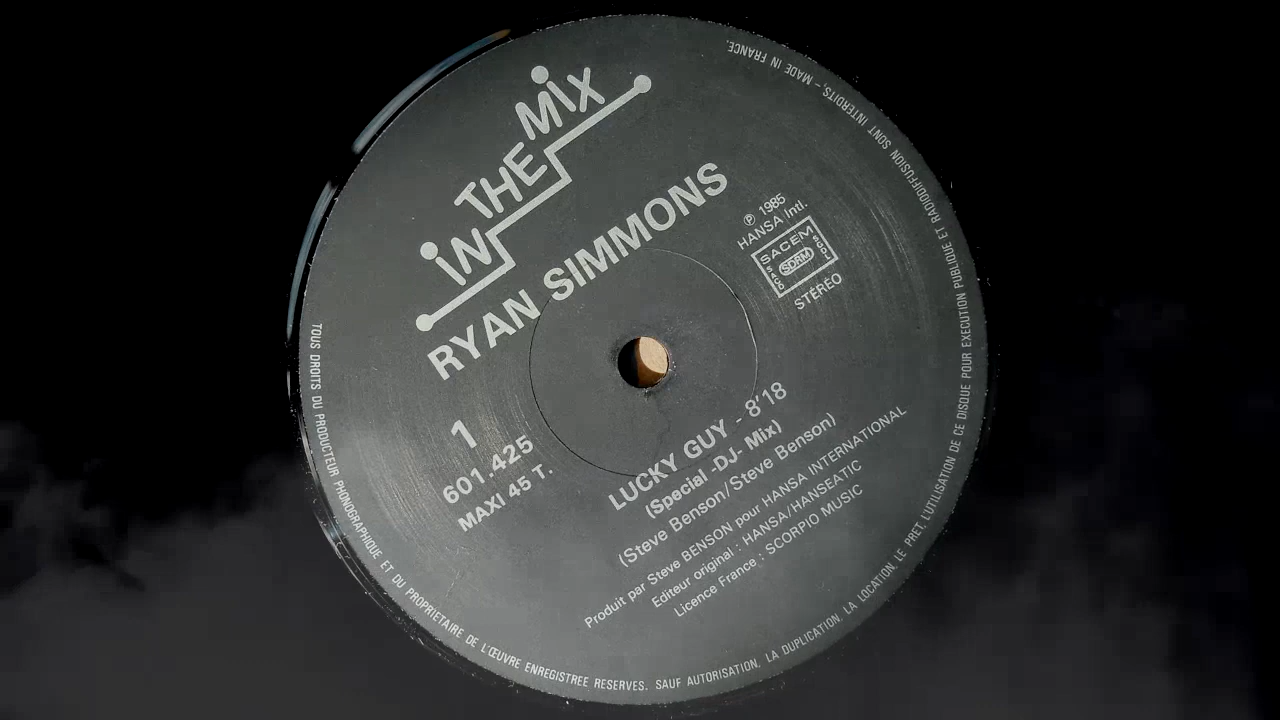 iN THE MiX
RYAN SIMMONS
℗ 1985
HANSA Intl.
SACEM
SACD
SDRM
SGDL
STÉRÉO
1
601.425
MAXI 45 T.
LUCKY GUY - 8'18
(Special -DJ- Mix)
(Steve Benson/Steve Benson)
Produit par Steve BENSON pour HANSA INTERNATIONAL
Editeur original : HANSA/HANSEATIC
Licence France : SCORPIO MUSIC
TOUS DROITS DU PRODUCTEUR PHONOGRAPHIQUE ET DU PROPRIETAIRE DE L'ŒUVRE ENREGISTREE RESERVES. SAUF AUTORISATION, LA DUPLICATION, LA LOCATION, LE PRET, L'UTILISATION DE CE DISQUE POUR EXECUTION PUBLIQUE ET RADIODIFFUSION SONT INTERDITS. - MADE IN FRANCE.